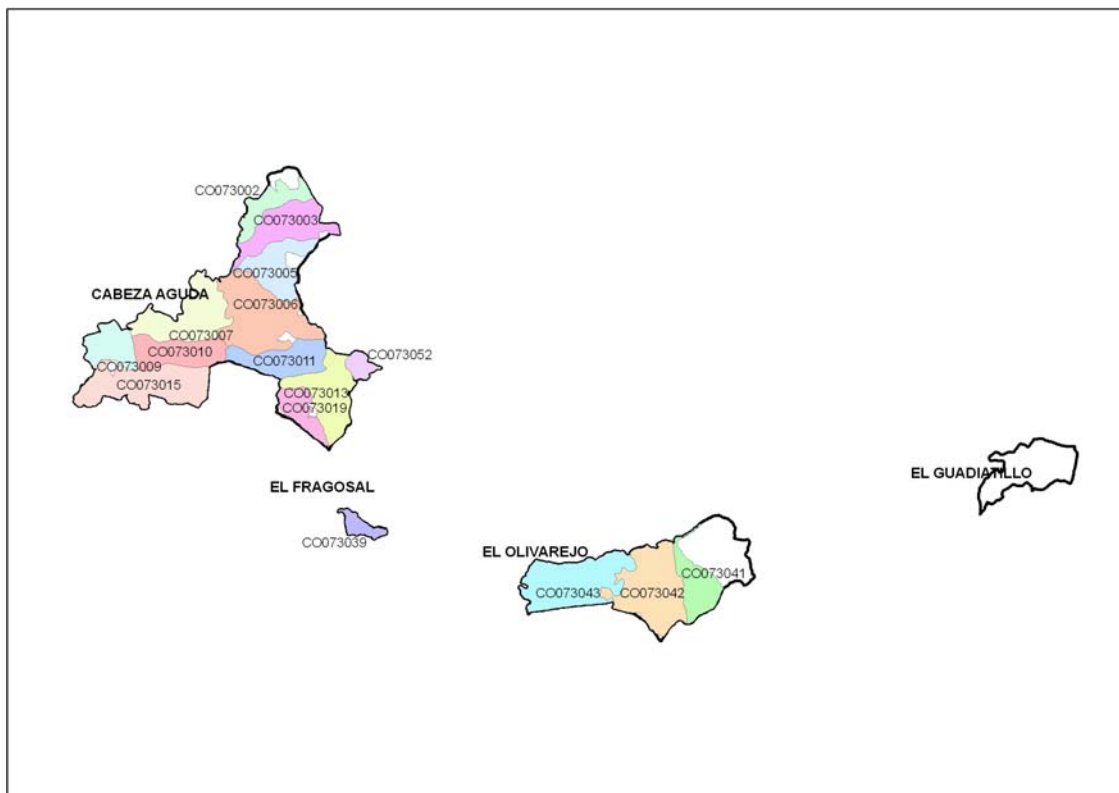 CO073002
CO073003
CO073005
CABEZA AGUDA
CO073006
CO073007
CO073010
CO073052
CO073011
CO073009
CO073015
CO073013
CO073019
EL GUADIATILLO
EL FRAGOSAL
CO073039
EL OLIVAREJO
CO073041
CO073043
CO073042